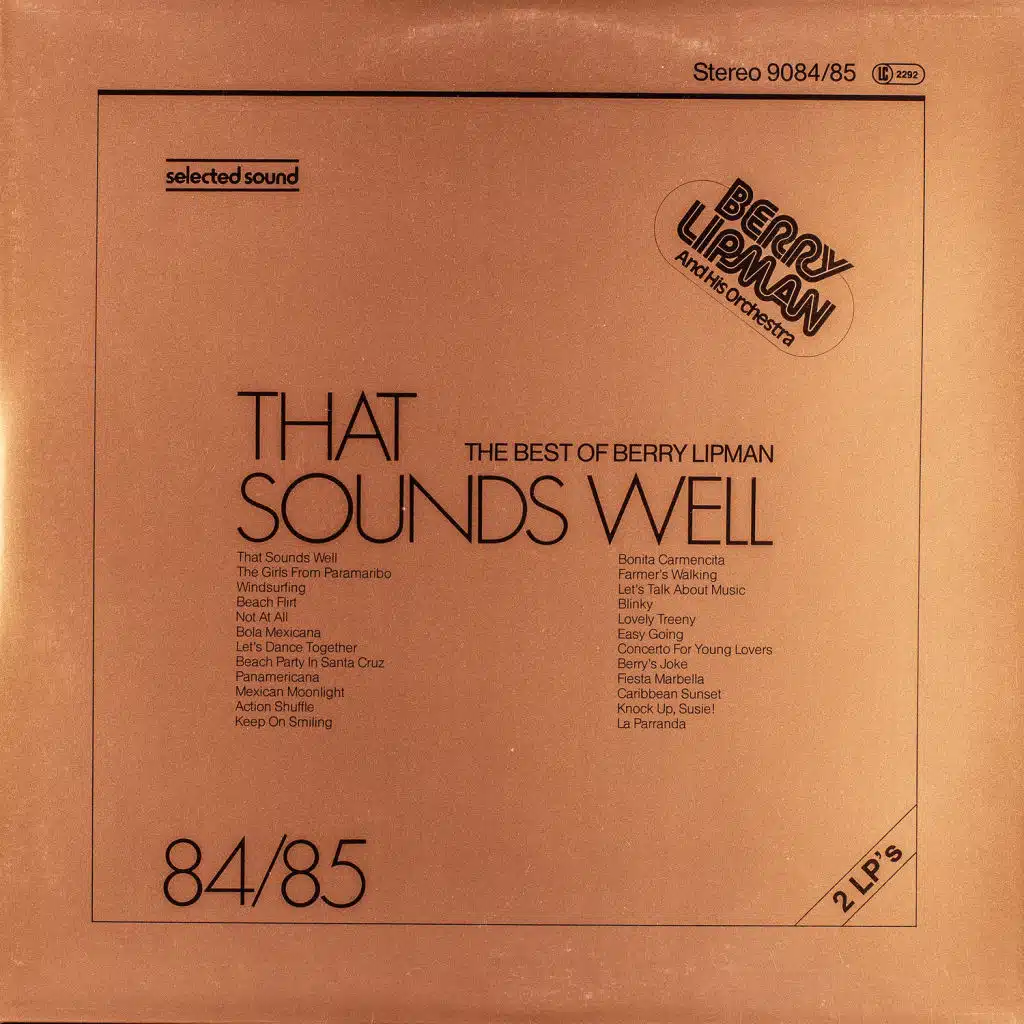 Stereo 9084/85 LC 2292
selected sound
BERRY
LIPMAN
And His Orchestra
THAT
THE BEST OF BERRY LIPMAN
SOUNDS WELL
That Sounds Well
The Girls From Paramaribo
Windsurfing
Beach Flirt
Not At All
Bola Mexicana
Let's Dance Together
Beach Party In Santa Cruz
Panamericana
Mexican Moonlight
Action Shuffle
Keep On Smiling
Bonita Carmencita
Farmer's Walking
Let's Talk About Music
Blinky
Lovely Treeny
Easy Going
Concerto For Young Lovers
Berry's Joke
Fiesta Marbella
Caribbean Sunset
Knock Up, Susie!
La Parranda
84/85
2 LP's